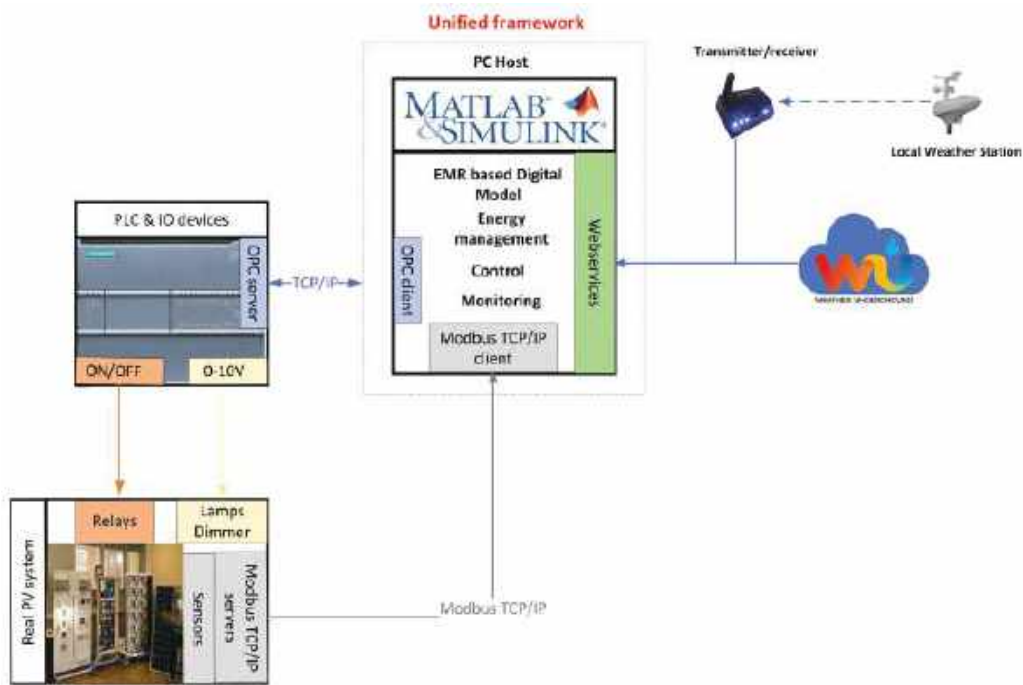 Unified framework
PC Host
MATLAB
&SIMULINK
EMR based Digital
Model
Energy
management
Control
Monitoring
OPC client
Webservices
Modbus TCP/IP
client
Transmitter/receiver
Local Weather Station
WEATHER UNDERGROUND
PLC & IO devices
OPC server
ON/OFF
0-10V
TCP/IP
Real PV system
Relays
Lamps
Dimmer
Sensors
Modbus TCP/IP
servers
Modbus TCP/IP